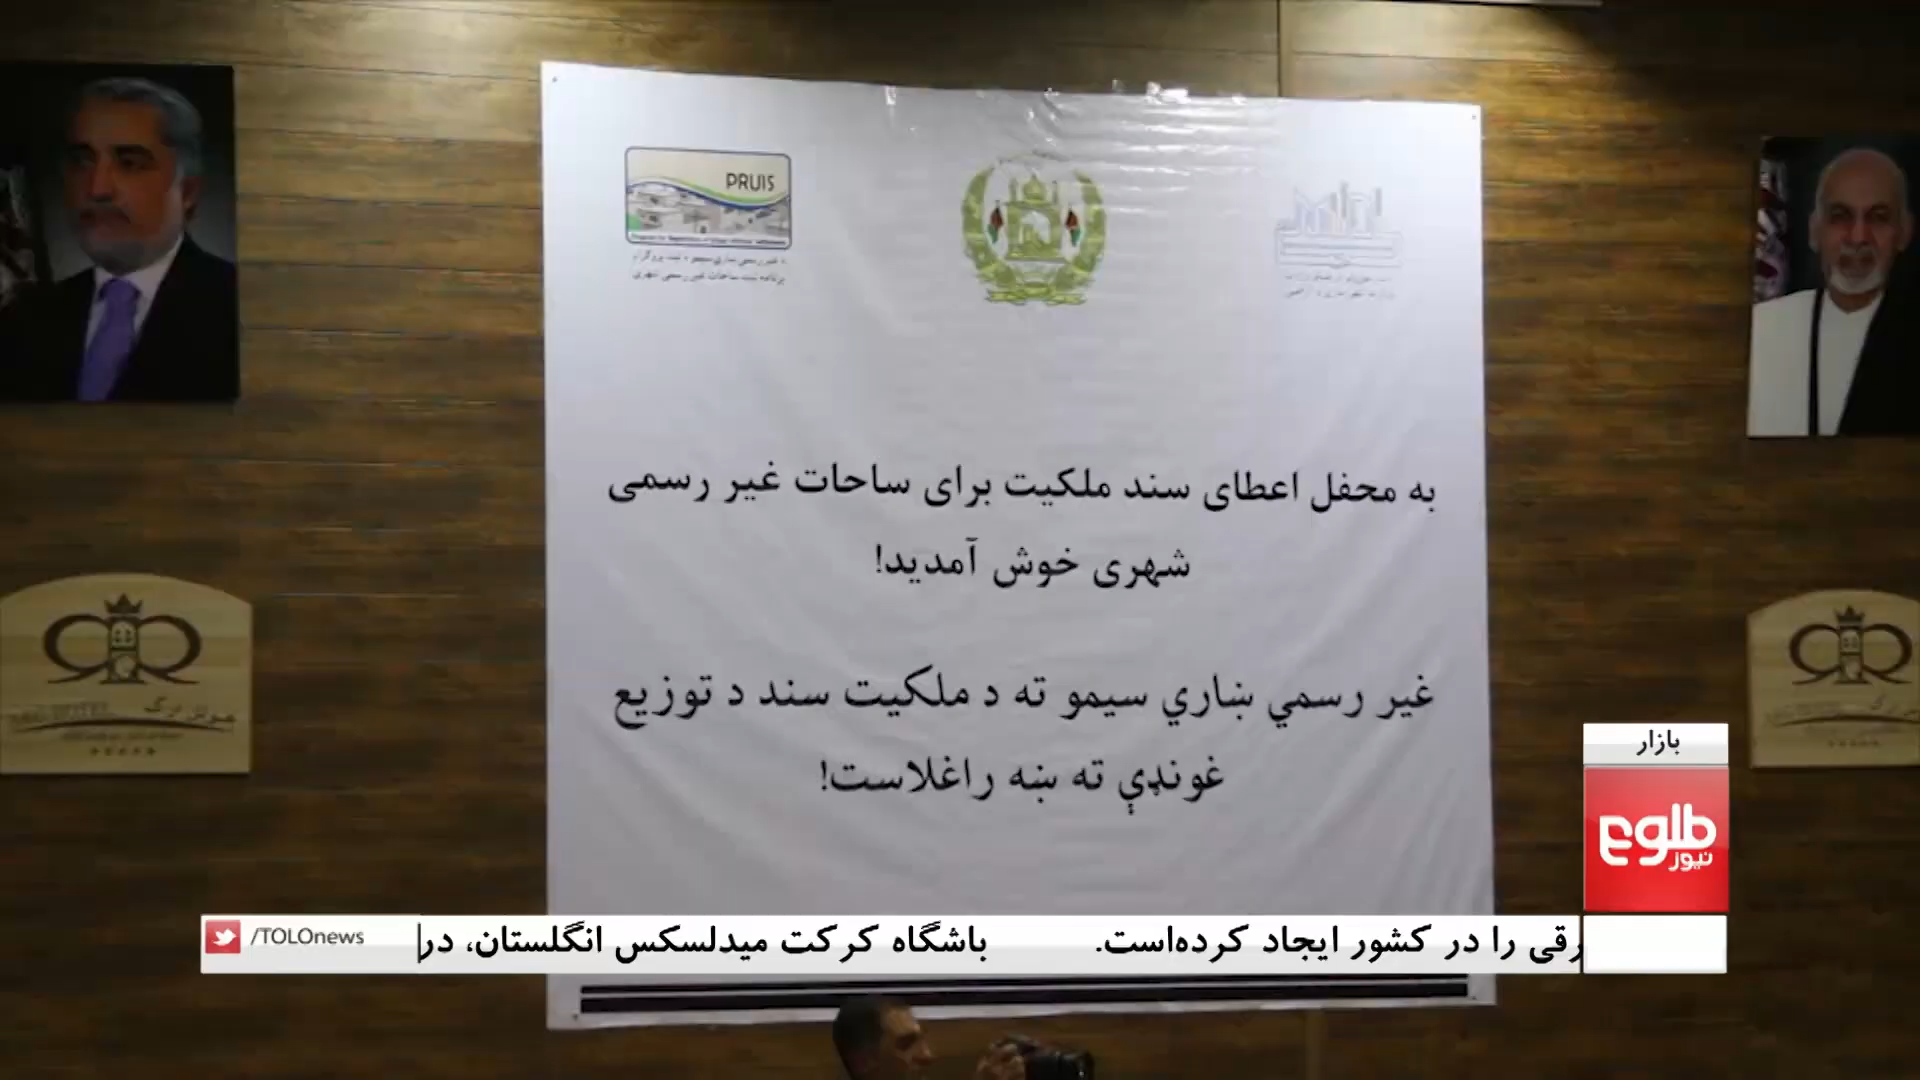 PRUIS
به محفل اعطای سند ملکیت برای ساحات غیر رسمی
شهری خوش آمدید!
غیر رسمي ښاري سیمو ته د ملکیت سند د توزیع
غونډې ته ښه راغلاست!
بازار
طلوع
نیوز
رقی را در کشور ایجاد کرده‌است. باشگاه کرکت میدلسکس انگلستان، در
/TOLOnews